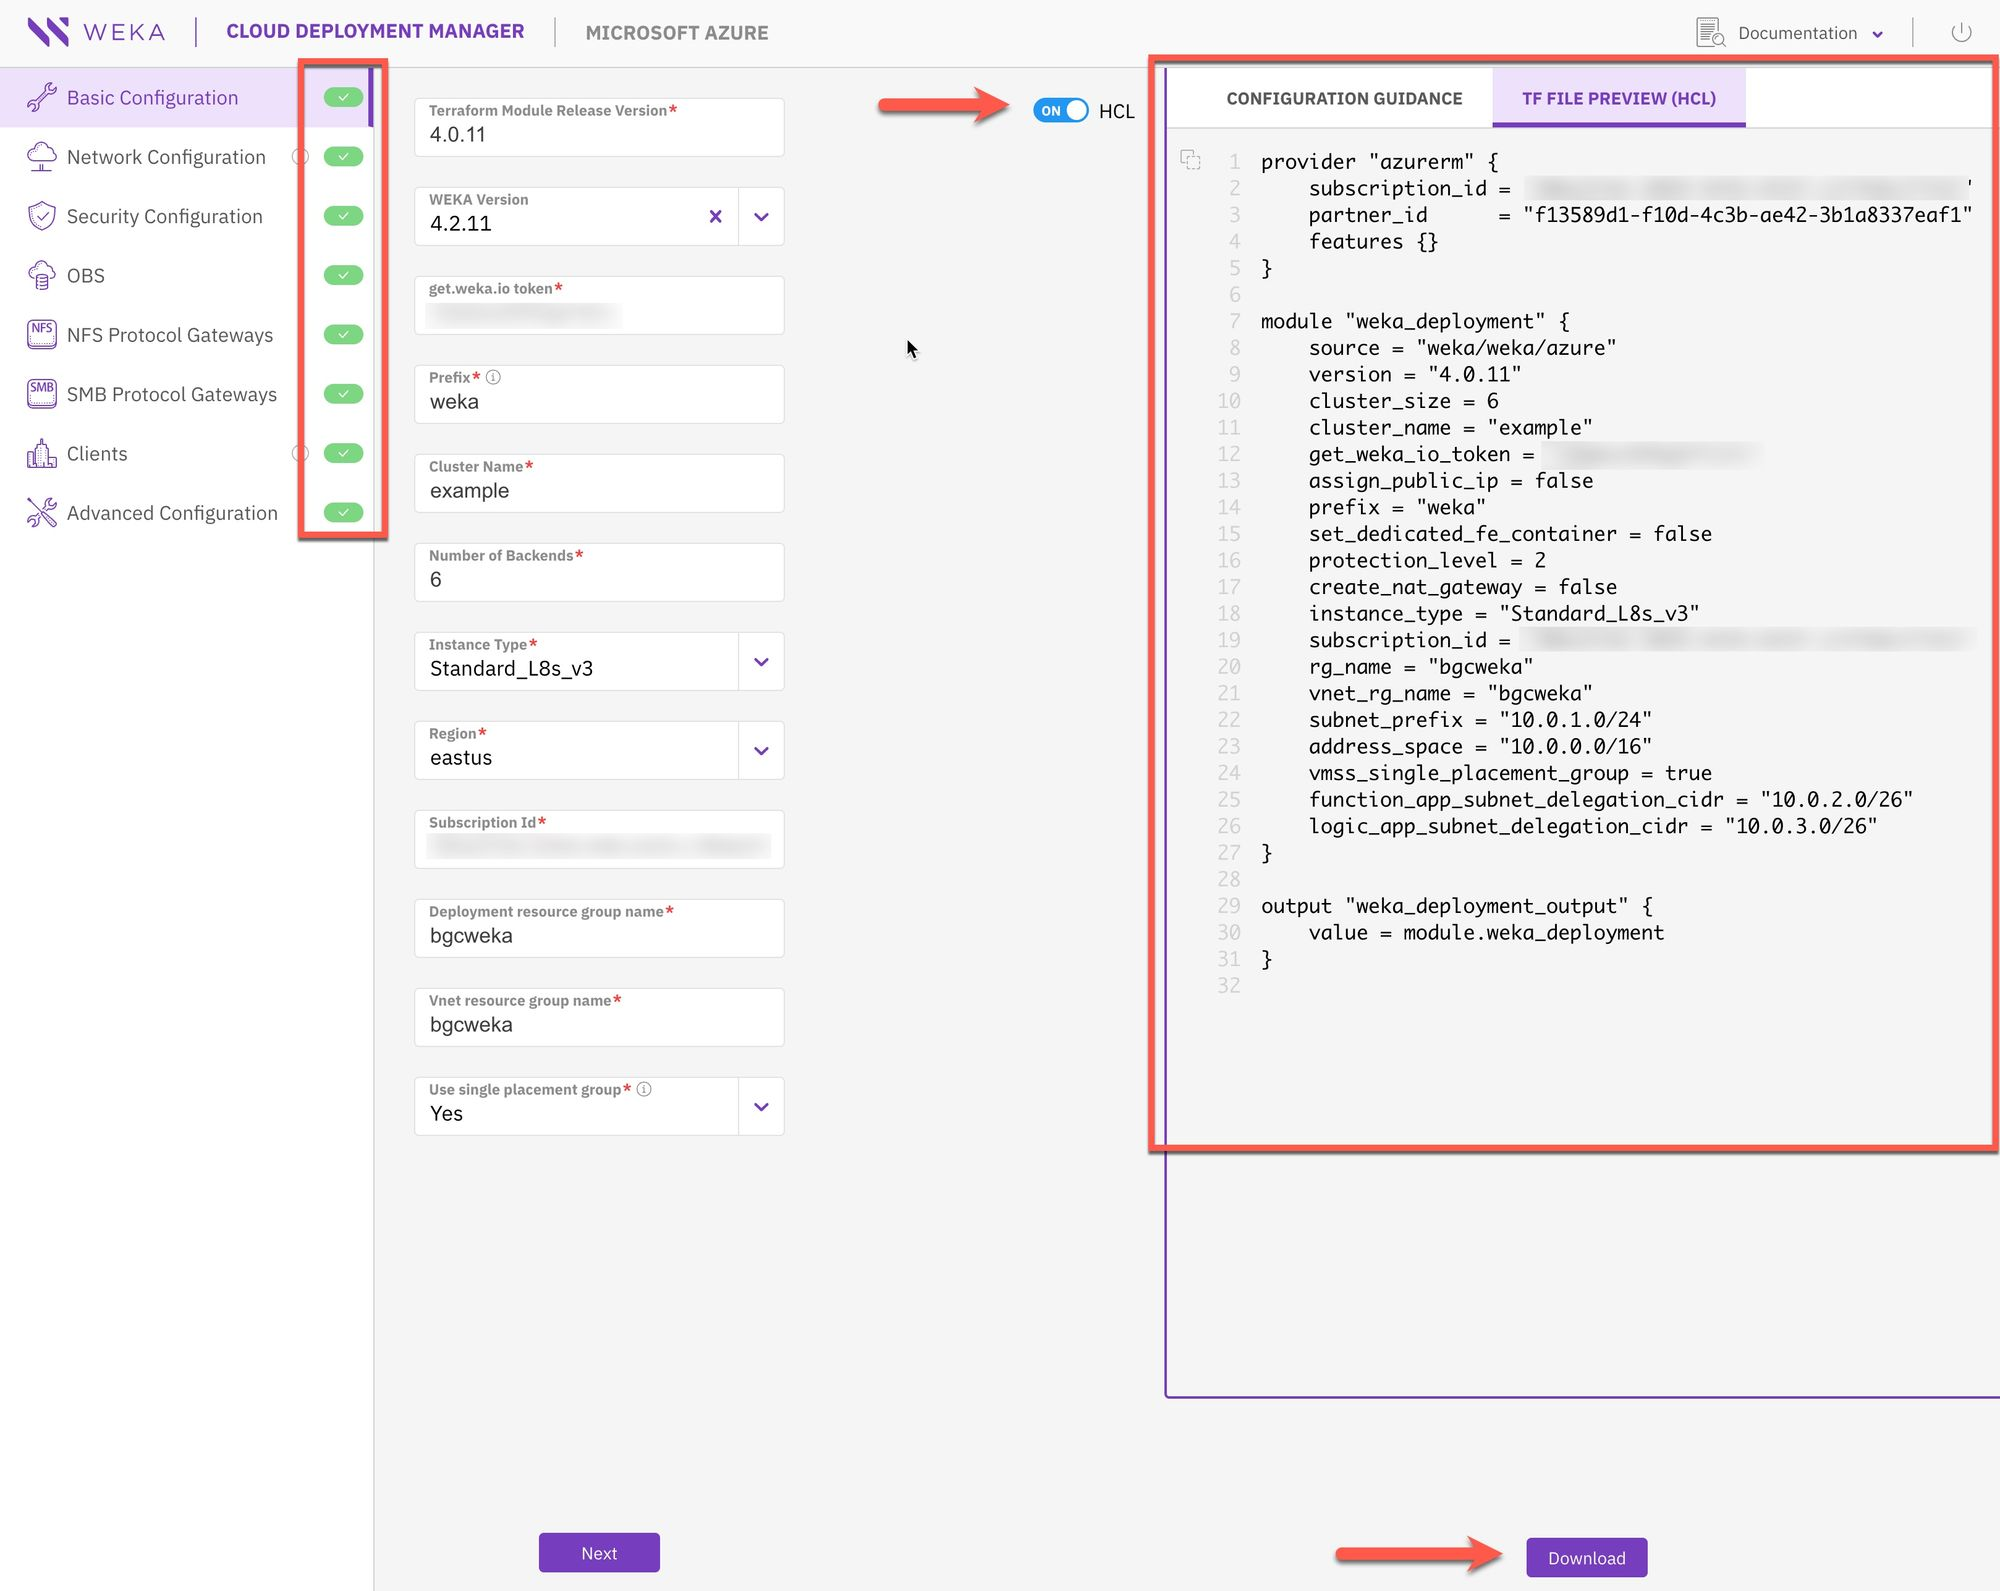 WEKA
CLOUD DEPLOYMENT MANAGER
MICROSOFT AZURE
Documentation
Basic Configuration
Network Configuration
Security Configuration
OBS
NFS
NFS Protocol Gateways
SMB
SMB Protocol Gateways
Clients
Advanced Configuration
Terraform Module Release Version*
4.0.11
WEKA Version
4.2.11
get.weka.io token*
Prefix*
weka
Cluster Name*
example
Number of Backends*
6
Instance Type*
Standard_L8s_v3
Region*
eastus
Subscription Id*
Deployment resource group name*
bgcweka
Vnet resource group name*
bgcweka
Use single placement group*
Yes
Next
ON HCL
CONFIGURATION GUIDANCE
TF FILE PREVIEW (HCL)
1 provider "azurerm" {
2 subscription_id = "
3 partner_id = "f13589d1-f10d-4c3b-ae42-3b1a8337eaf1"
4 features {}
5 }
6
7 module "weka_deployment" {
8 source = "weka/weka/azure"
9 version = "4.0.11"
10 cluster_size = 6
11 cluster_name = "example"
12 get_weka_io_token =
13 assign_public_ip = false
14 prefix = "weka"
15 set_dedicated_fe_container = false
16 protection_level = 2
17 create_nat_gateway = false
18 instance_type = "Standard_L8s_v3"
19 subscription_id =
20 rg_name = "bgcweka"
21 vnet_rg_name = "bgcweka"
22 subnet_prefix = "10.0.1.0/24"
23 address_space = "10.0.0.0/16"
24 vmss_single_placement_group = true
25 function_app_subnet_delegation_cidr = "10.0.2.0/26"
26 logic_app_subnet_delegation_cidr = "10.0.3.0/26"
27 }
28
29 output "weka_deployment_output" {
30 value = module.weka_deployment
31 }
32
Download